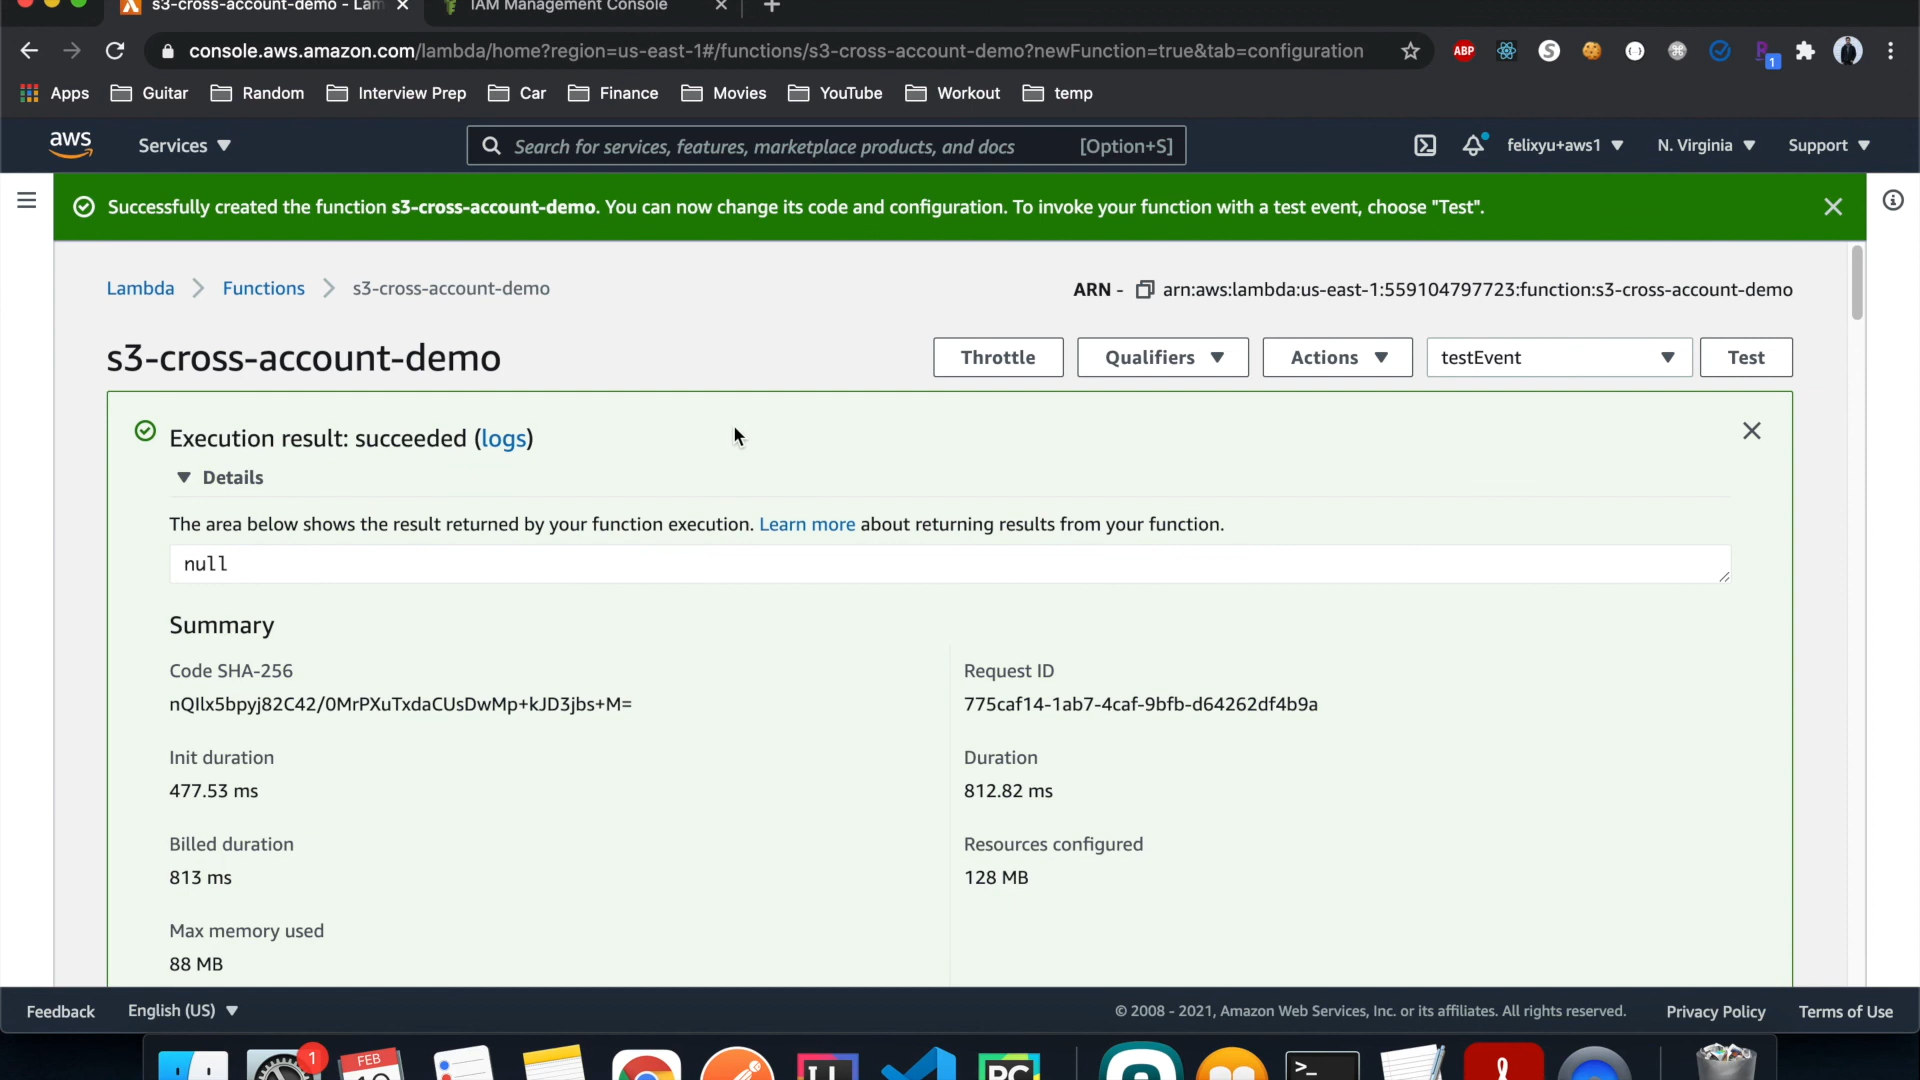 s3-cross-account-demo - Lam
IAM Management Console
console.aws.amazon.com/lambda/home?region=us-east-1#/functions/s3-cross-account-demo?newFunction=true&tab=configuration
ABP
1
Apps Guitar Random Interview Prep Car Finance Movies YouTube Workout temp
aws
Services
Search for services, features, marketplace products, and docs [Option+S]
felixyu+aws1 N. Virginia Support
Successfully created the function s3-cross-account-demo. You can now change its code and configuration. To invoke your function with a test event, choose "Test".
Lambda Functions s3-cross-account-demo
ARN - arn:aws:lambda:us-east-1:559104797723:function:s3-cross-account-demo
s3-cross-account-demo
Throttle Qualifiers Actions testEvent Test
Execution result: succeeded (logs)
Details
The area below shows the result returned by your function execution. Learn more about returning results from your function.
null
Summary
Code SHA-256
nQIlx5bpyj82C42/0MrPXuTxdaCUsDwMp+kJD3jbs+M=
Request ID
775caf14-1ab7-4caf-9bfb-d64262df4b9a
Init duration
477.53 ms
Duration
812.82 ms
Billed duration
813 ms
Resources configured
128 MB
Max memory used
88 MB
Feedback English (US)
© 2008 - 2021, Amazon Web Services, Inc. or its affiliates. All rights reserved. Privacy Policy Terms of Use
1
FEB
PC
>_